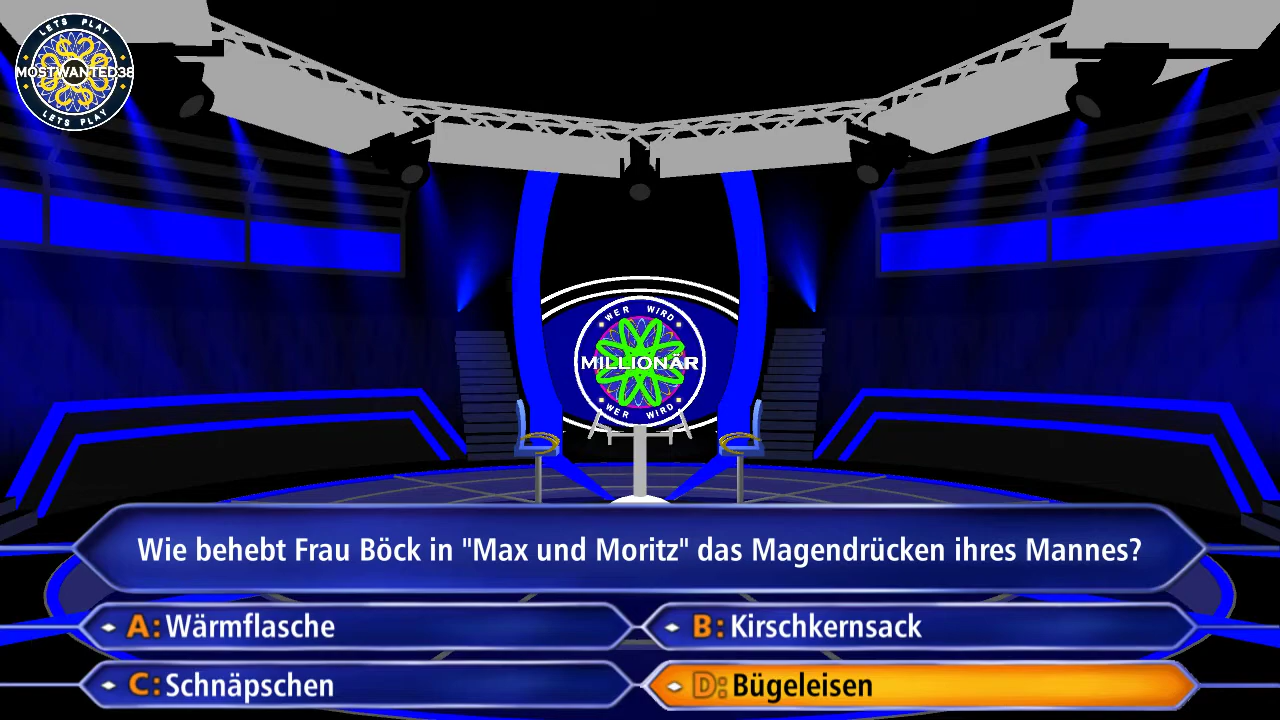 LETS PLAY
MOSTWANTED38
LETS PLAY
WER WIRD
MILLIONÄR
WER WIRD
Wie behebt Frau Böck in "Max und Moritz" das Magendrücken ihres Mannes?
A: Wärmflasche
B: Kirschkernsack
C: Schnäpschen
D: Bügeleisen